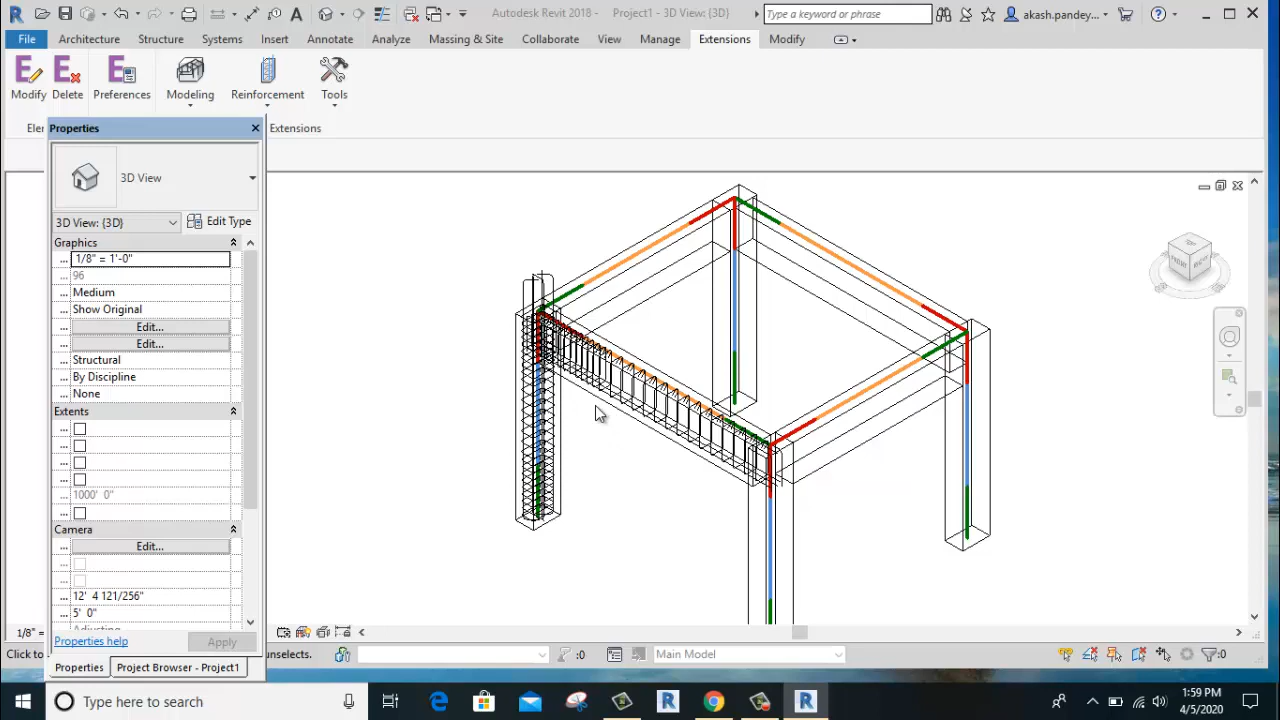 Autodesk Revit 2018 - Project1 - 3D View: {3D}
Type a keyword or phrase
akash.pandey...
File Architecture Structure Systems Insert Annotate Analyze Massing & Site Collaborate View Manage Extensions Modify
Modify Delete Preferences Modeling Reinforcement Tools
Eler
Extensions
Properties
3D View
3D View: {3D}
Edit Type
Graphics
1/8" = 1'-0"
96
Medium
Show Original
Edit...
Edit...
Structural
By Discipline
None
Extents
1000' 0"
Camera
Edit...
12' 4 121/256"
5' 0"
Adjusting
Properties help
Apply
Properties
Project Browser - Project1
1/8" =
Click to
unselects.
:0
Main Model
:0
Type here to search
1:59 PM
4/5/2020